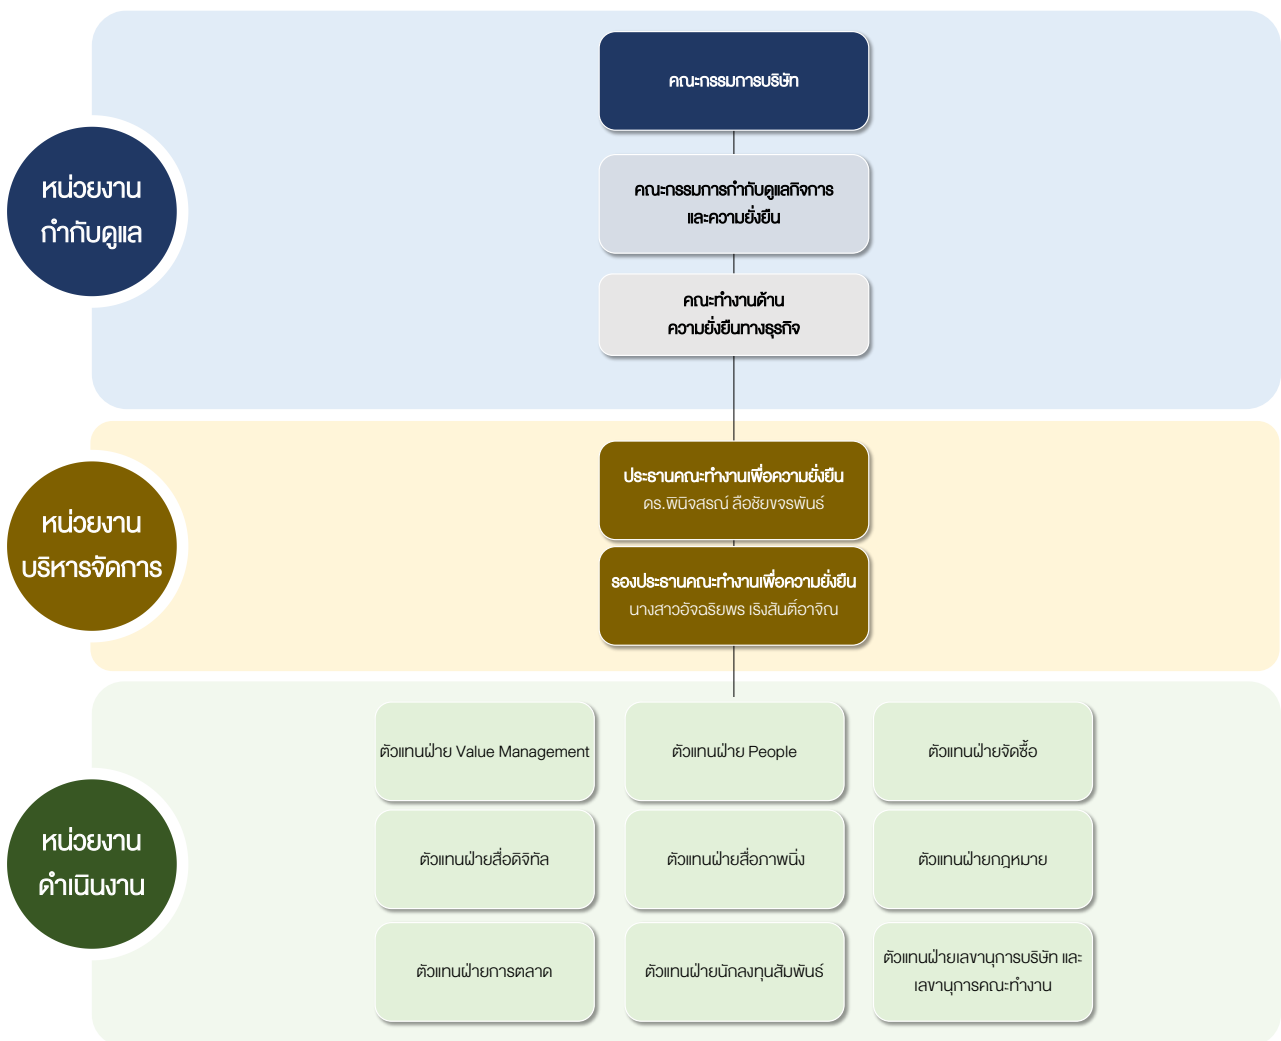 คณะกรรมการบริษัท
หน่วยงาน
กำกับดูแล
คณะกรรมการกำกับดูแลกิจการ
และความยั่งยืน
คณะทำงานด้าน
ความยั่งยืนทางธุรกิจ
หน่วยงาน
บริหารจัดการ
ประธานคณะทำงานเพื่อความยั่งยืน
ดร.พินิจสรณ์ ลือชัยขจรพันธ์
รองประธานคณะทำงานเพื่อความยั่งยืน
นางสาวอัจฉริยพร เริงสันติ์อาจิณ
หน่วยงาน
ดำเนินงาน
ตัวแทนฝ่าย Value Management
ตัวแทนฝ่าย People
ตัวแทนฝ่ายจัดซื้อ
ตัวแทนฝ่ายสื่อดิจิทัล
ตัวแทนฝ่ายสื่อภาพนิ่ง
ตัวแทนฝ่ายกฎหมาย
ตัวแทนฝ่ายการตลาด
ตัวแทนฝ่ายนักลงทุนสัมพันธ์
ตัวแทนฝ่ายเลขานุการบริษัท และ
เลขานุการคณะทำงาน